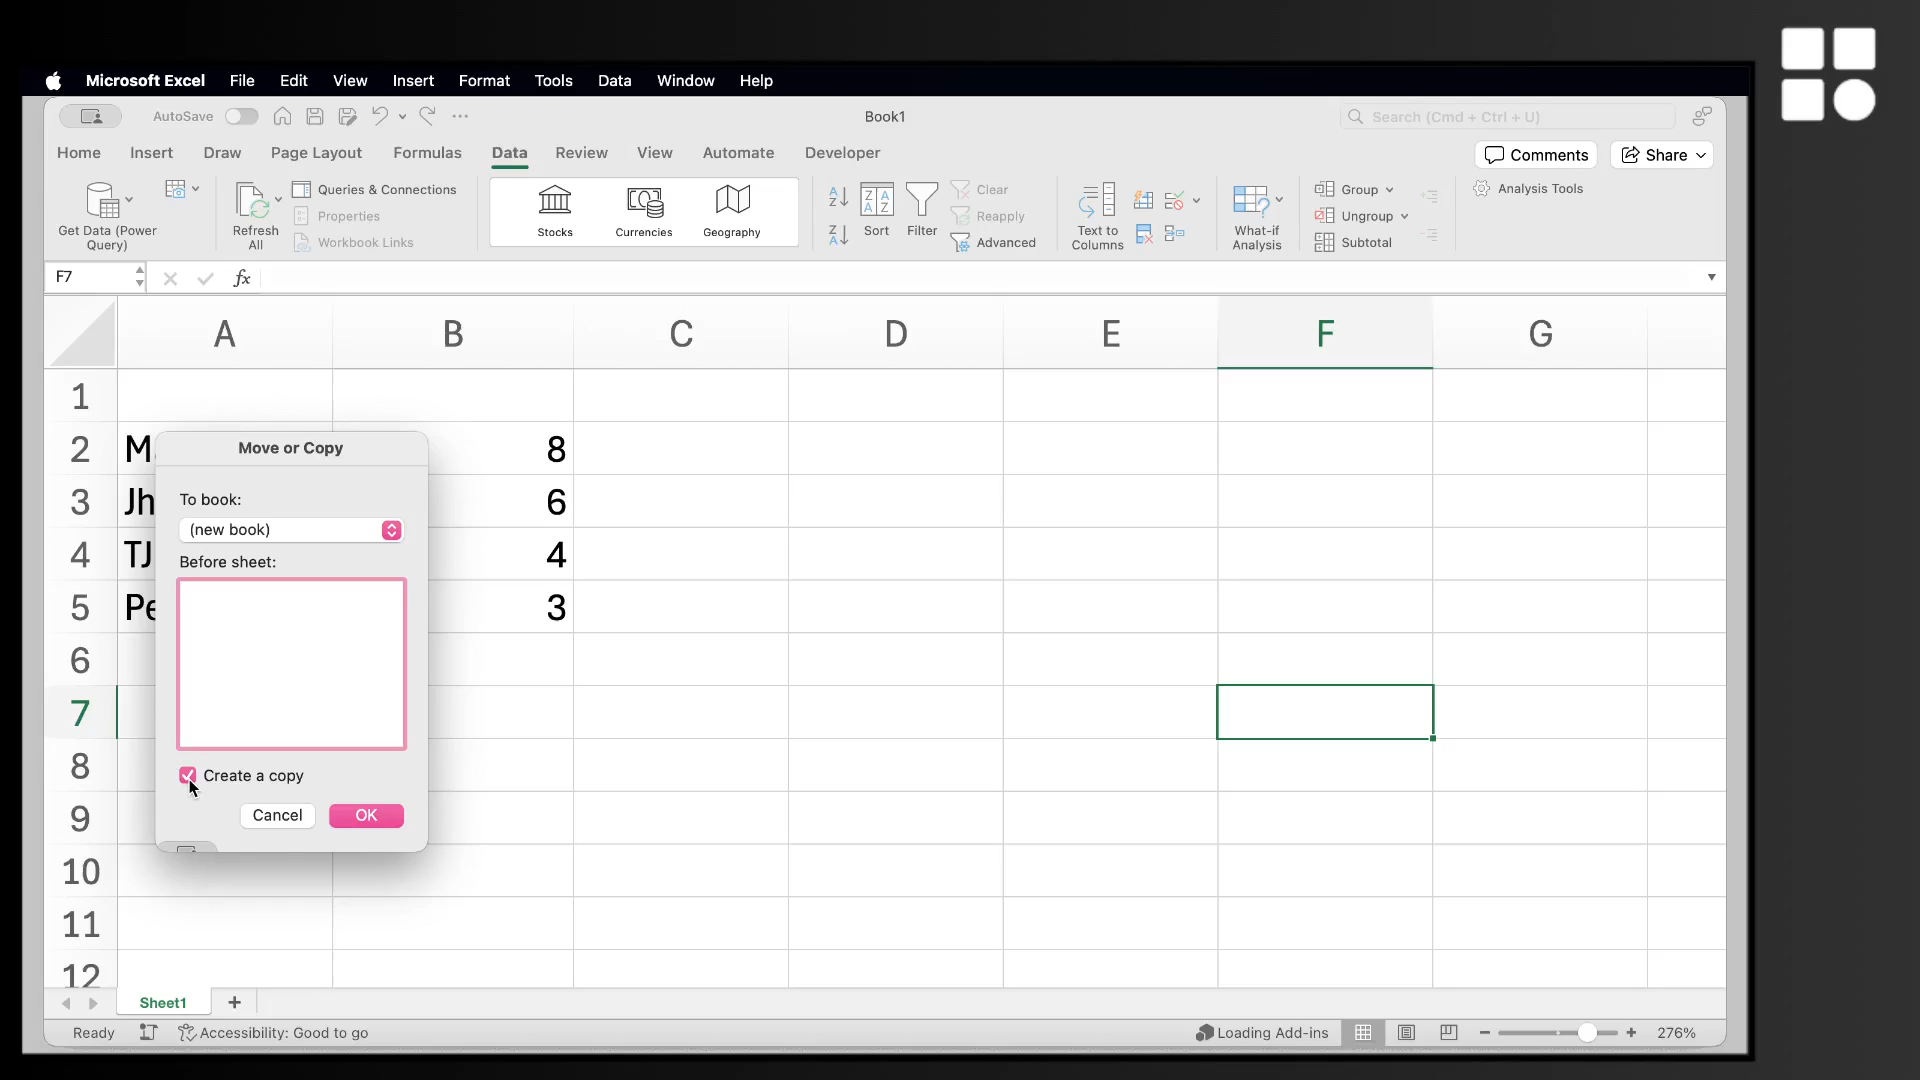 Microsoft Excel File Edit View Insert Format Tools Data Window Help
AutoSave
Book1
Search (Cmd + Ctrl + U)
Home Insert Draw Page Layout Formulas Data Review View Automate Developer
Comments
Share
Get Data (Power
Query)
Refresh
All
Queries & Connections
Properties
Workbook Links
Stocks
Currencies
Geography
Sort
Filter
Clear
Reapply
Advanced
Text to
Columns
What-if
Analysis
Group
Ungroup
Subtotal
Analysis Tools
F7
fx
A B C D E F G
1
2 8
3 6
4 4
5 3
6
7
8
9
10
11
12
Move or Copy
To book:
(new book)
Before sheet:
Create a copy
Cancel OK
Sheet1 +
Ready
Accessibility: Good to go
Loading Add-ins
276%